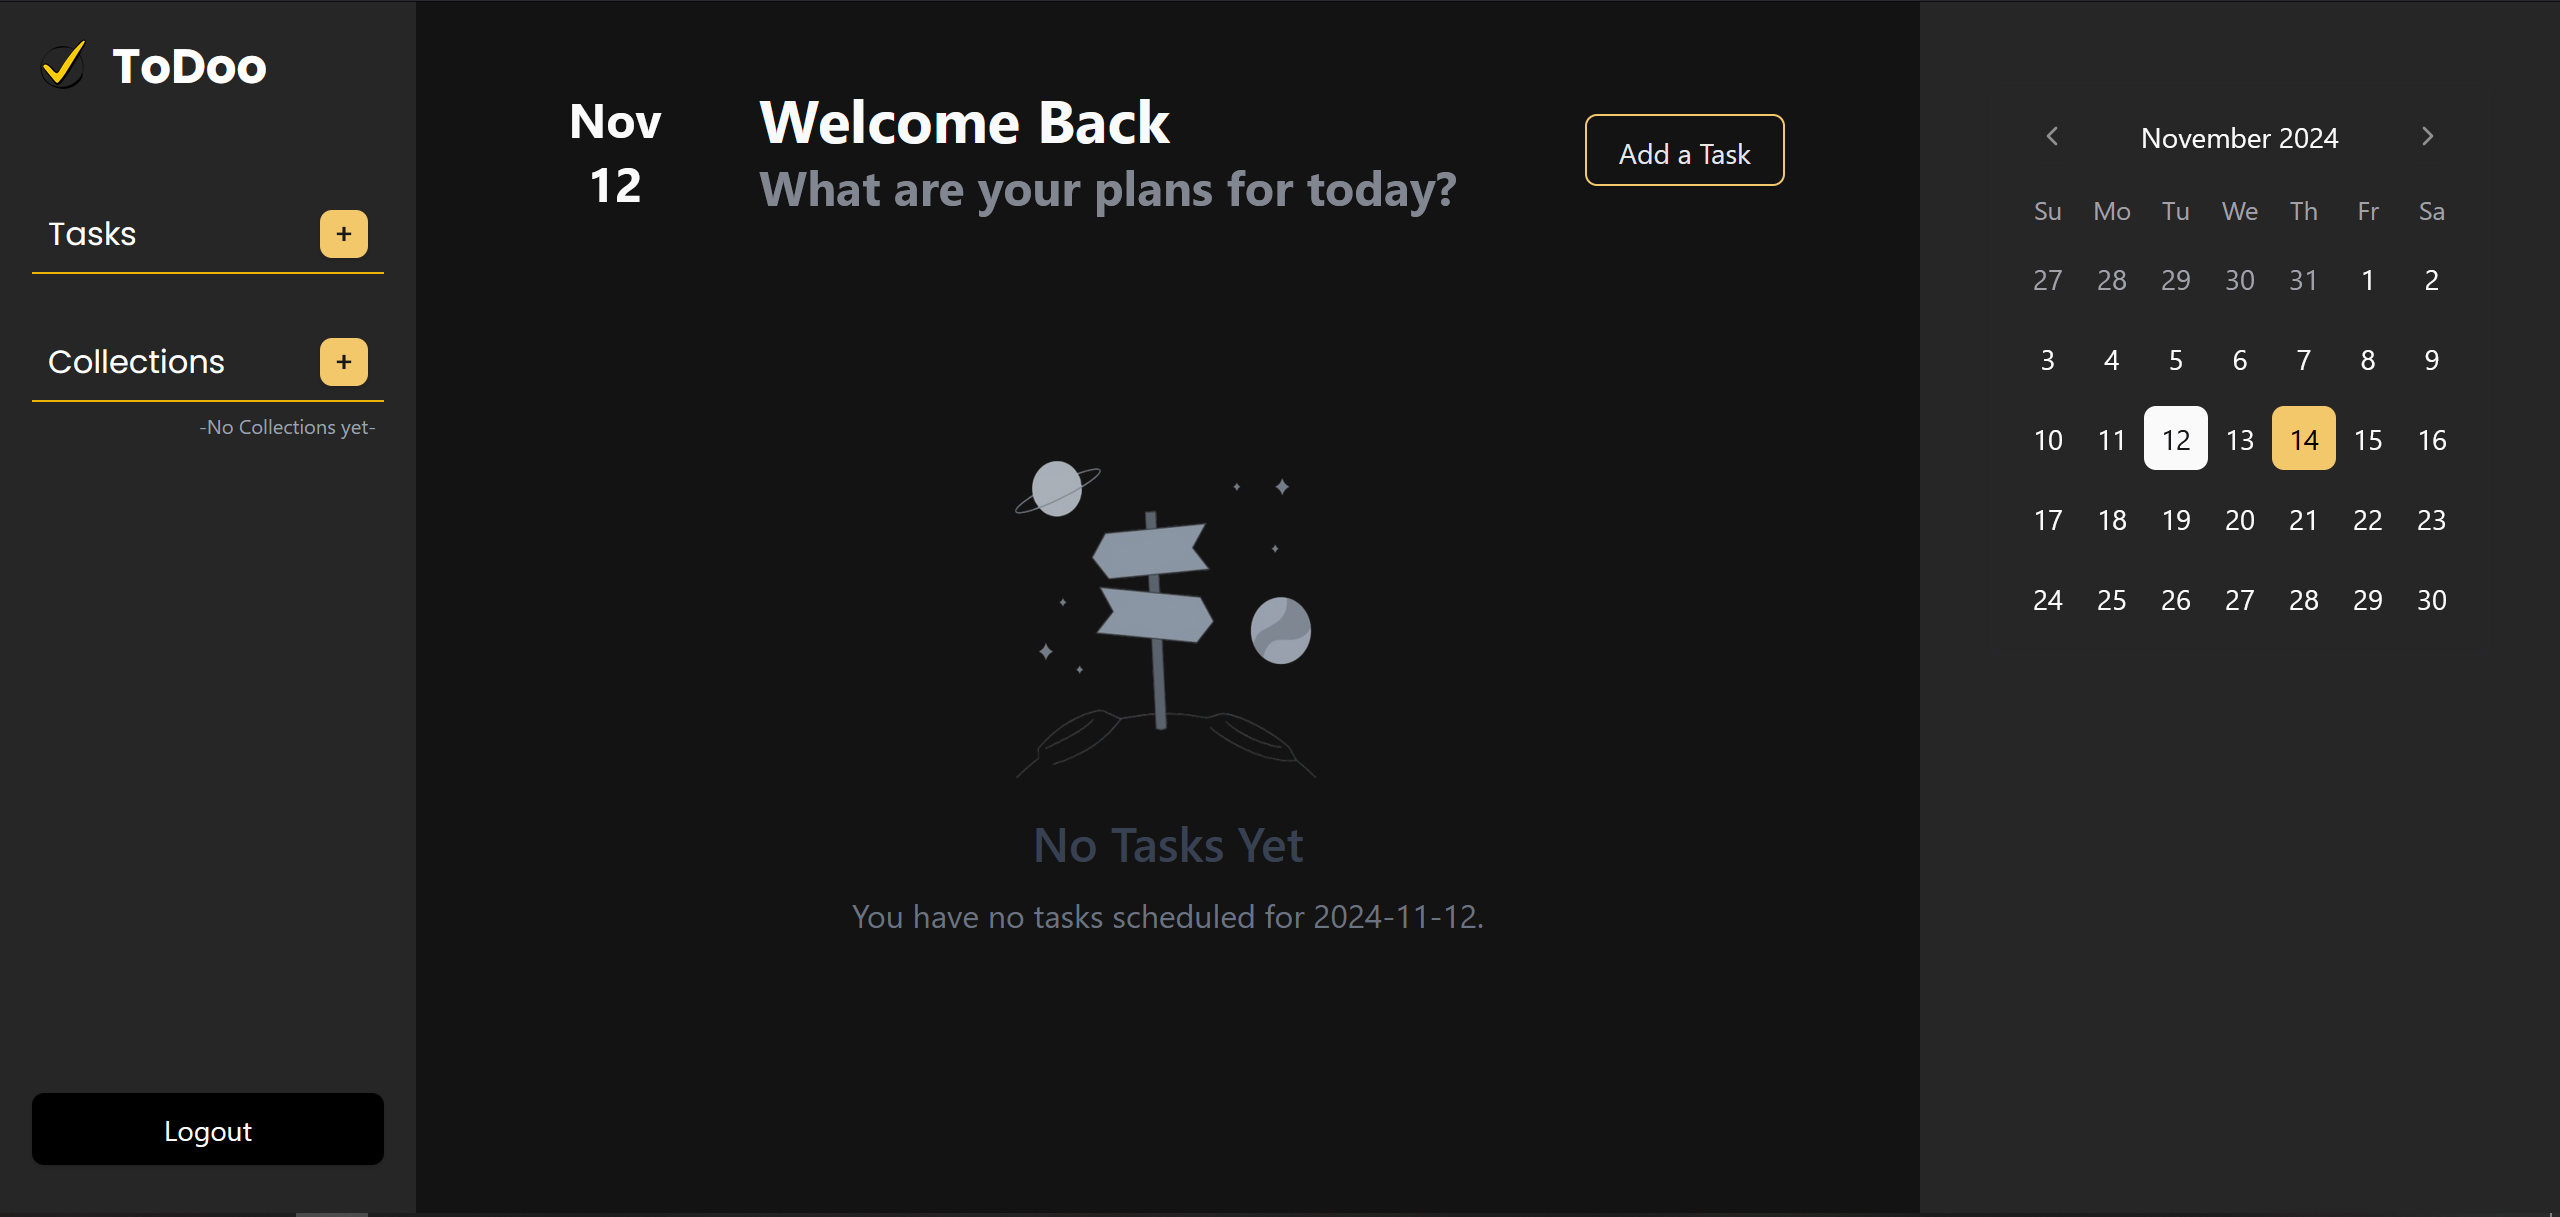 ToDoo
Tasks +
Collections +
-No Collections yet-
Logout
Nov
12
Welcome Back
What are your plans for today?
Add a Task
No Tasks Yet
You have no tasks scheduled for 2024-11-12.
November 2024
Su Mo Tu We Th Fr Sa
27 28 29 30 31 1 2
3 4 5 6 7 8 9
10 11 12 13 14 15 16
17 18 19 20 21 22 23
24 25 26 27 28 29 30